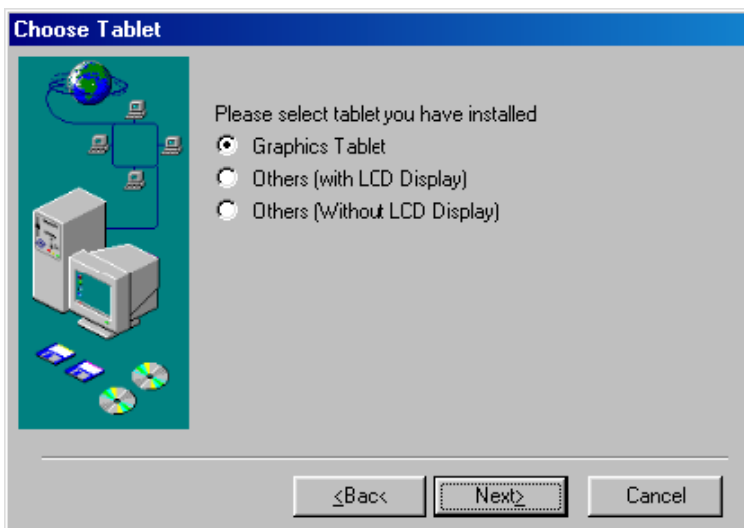 Choose Tablet
Please select tablet you have installed
Graphics Tablet
Others (with LCD Display)
Others (Without LCD Display)
<Back Next> Cancel